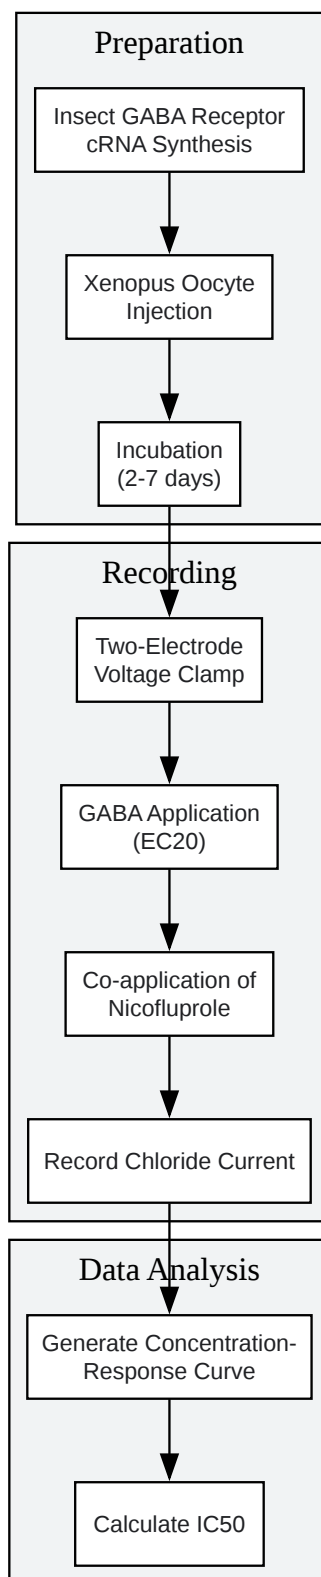 Preparation
Insect GABA Receptor
cRNA Synthesis
Xenopus Oocyte
Injection
Incubation
(2-7 days)
Recording
Two-Electrode
Voltage Clamp
GABA Application
(EC20)
Co-application of
Nicofluprole
Record Chloride Current
Data Analysis
Generate Concentration-
Response Curve
Calculate IC50